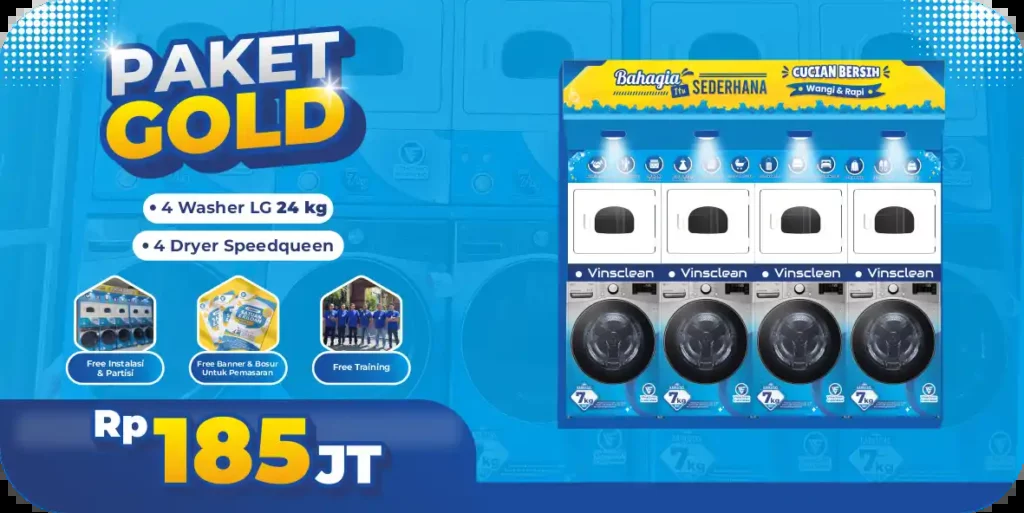 PAKET
GOLD
• 4 Washer LG 24 kg
• 4 Dryer Speedqueen
Free Instalasi
& Partisi
Free Banner & Bosur
Untuk Pemasaran
Free Training
Rp 185 JT
Bahagia Itu SEDERHANA
CUCIAN BERSIH
• Wangi & Rapi •
Vinsclean
Vinsclean
Vinsclean
Vinsclean
7kg
7kg
7kg
7kg
7kg
7kg